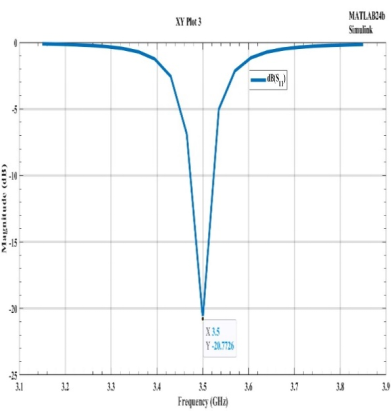 XY Plot 3
MATLAB24b
Simulink
dB(S11)
Magnitude (dB)
0
-5
-10
-15
-20
-25
X 3.5
Y -20.7726
3.1 3.2 3.3 3.4 3.5 3.6 3.7 3.8 3.9
Frequency (GHz)